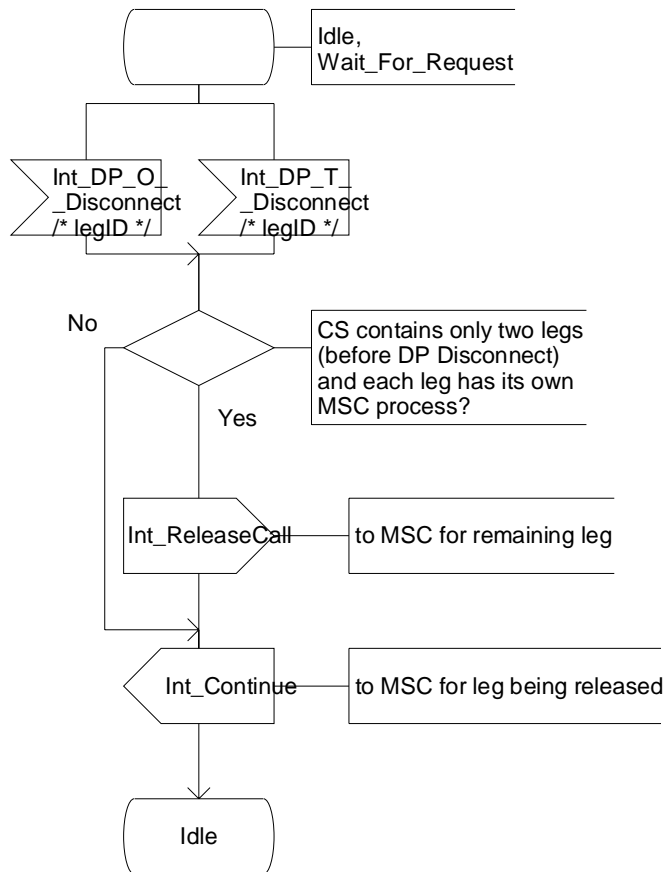 Idle,
Wait_For_Request
Int_DP_O_
_Disconnect
/* legID */
Int_DP_T_
_Disconnect
/* legID */
No
CS contains only two legs
(before DP Disconnect)
and each leg has its own
MSC process?
Yes
Int_ReleaseCall
to MSC for remaining leg
Int_Continue
to MSC for leg being released
Idle